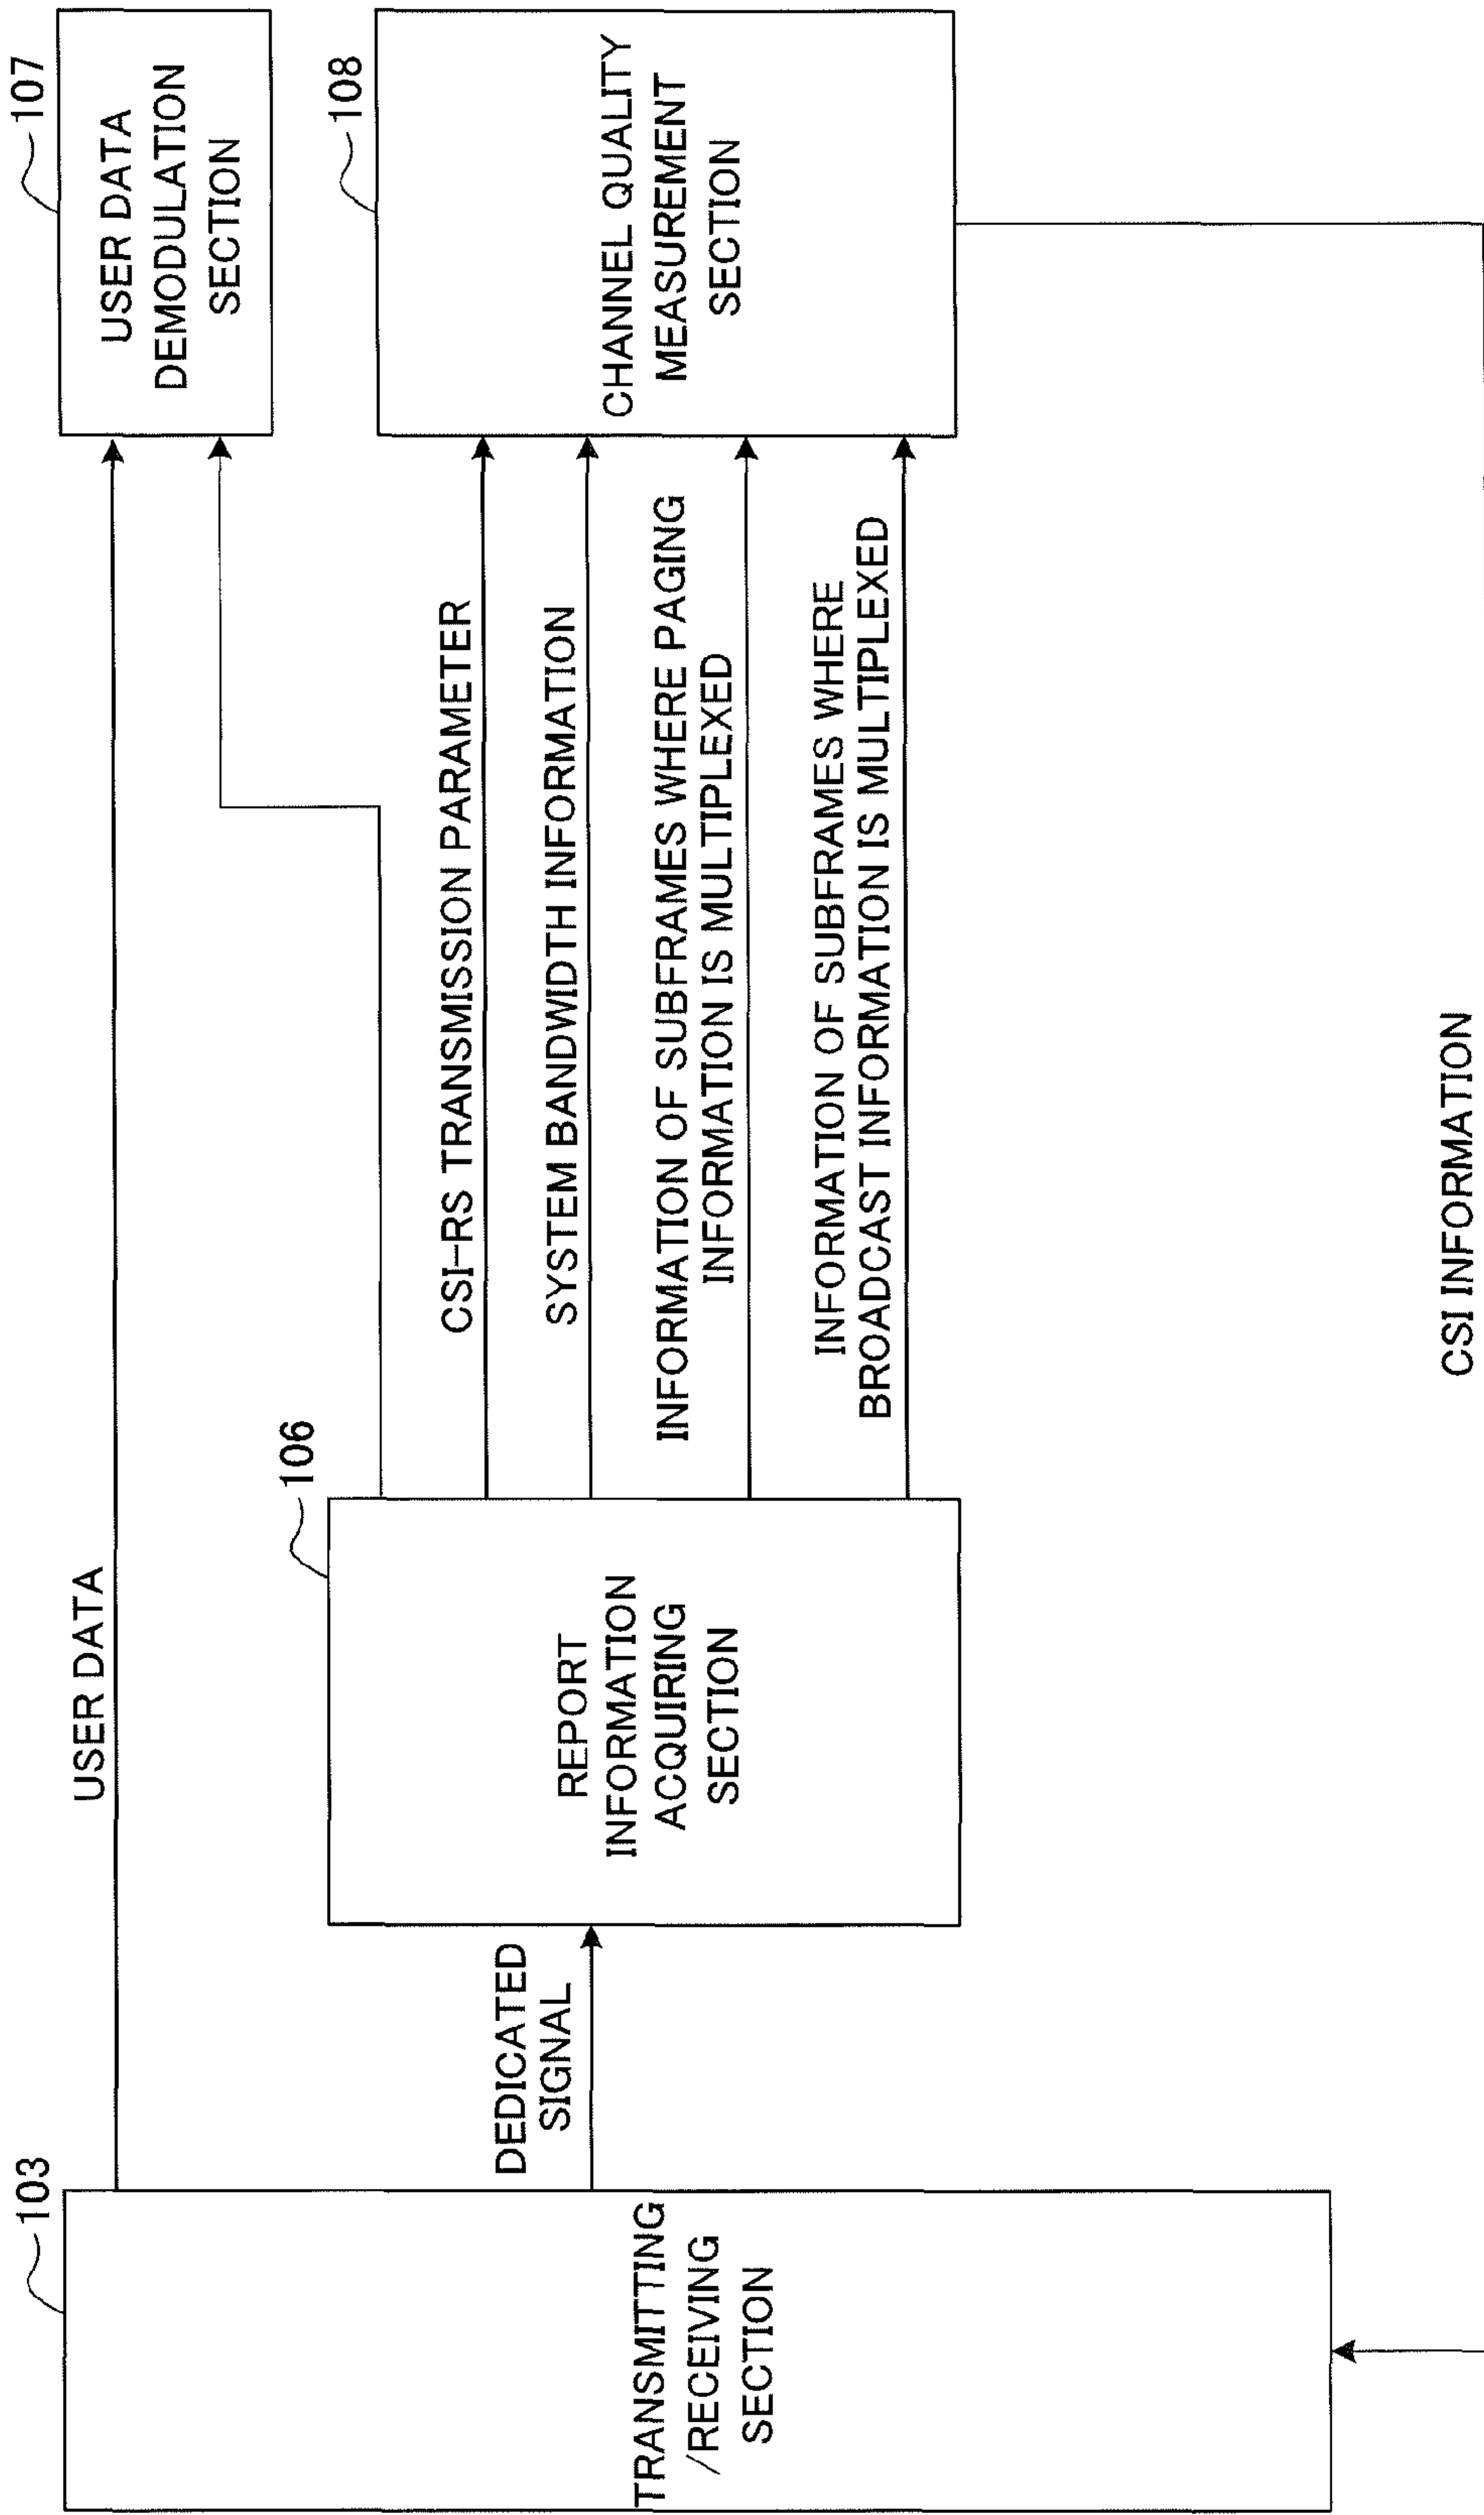 103
TRANSMITTING
/RECEIVING
SECTION
USER DATA
DEDICATED
SIGNAL
106
REPORT
INFORMATION
ACQUIRING
SECTION
CSI-RS TRANSMISSION PARAMETER
SYSTEM BANDWIDTH INFORMATION
INFORMATION OF SUBFRAMES WHERE PAGING
INFORMATION IS MULTIPLEXED
INFORMATION OF SUBFRAMES WHERE
BROADCAST INFORMATION IS MULTIPLEXED
107
USER DATA
DEMODULATION
SECTION
108
CHANNEL QUALITY
MEASUREMENT
SECTION
CSI INFORMATION